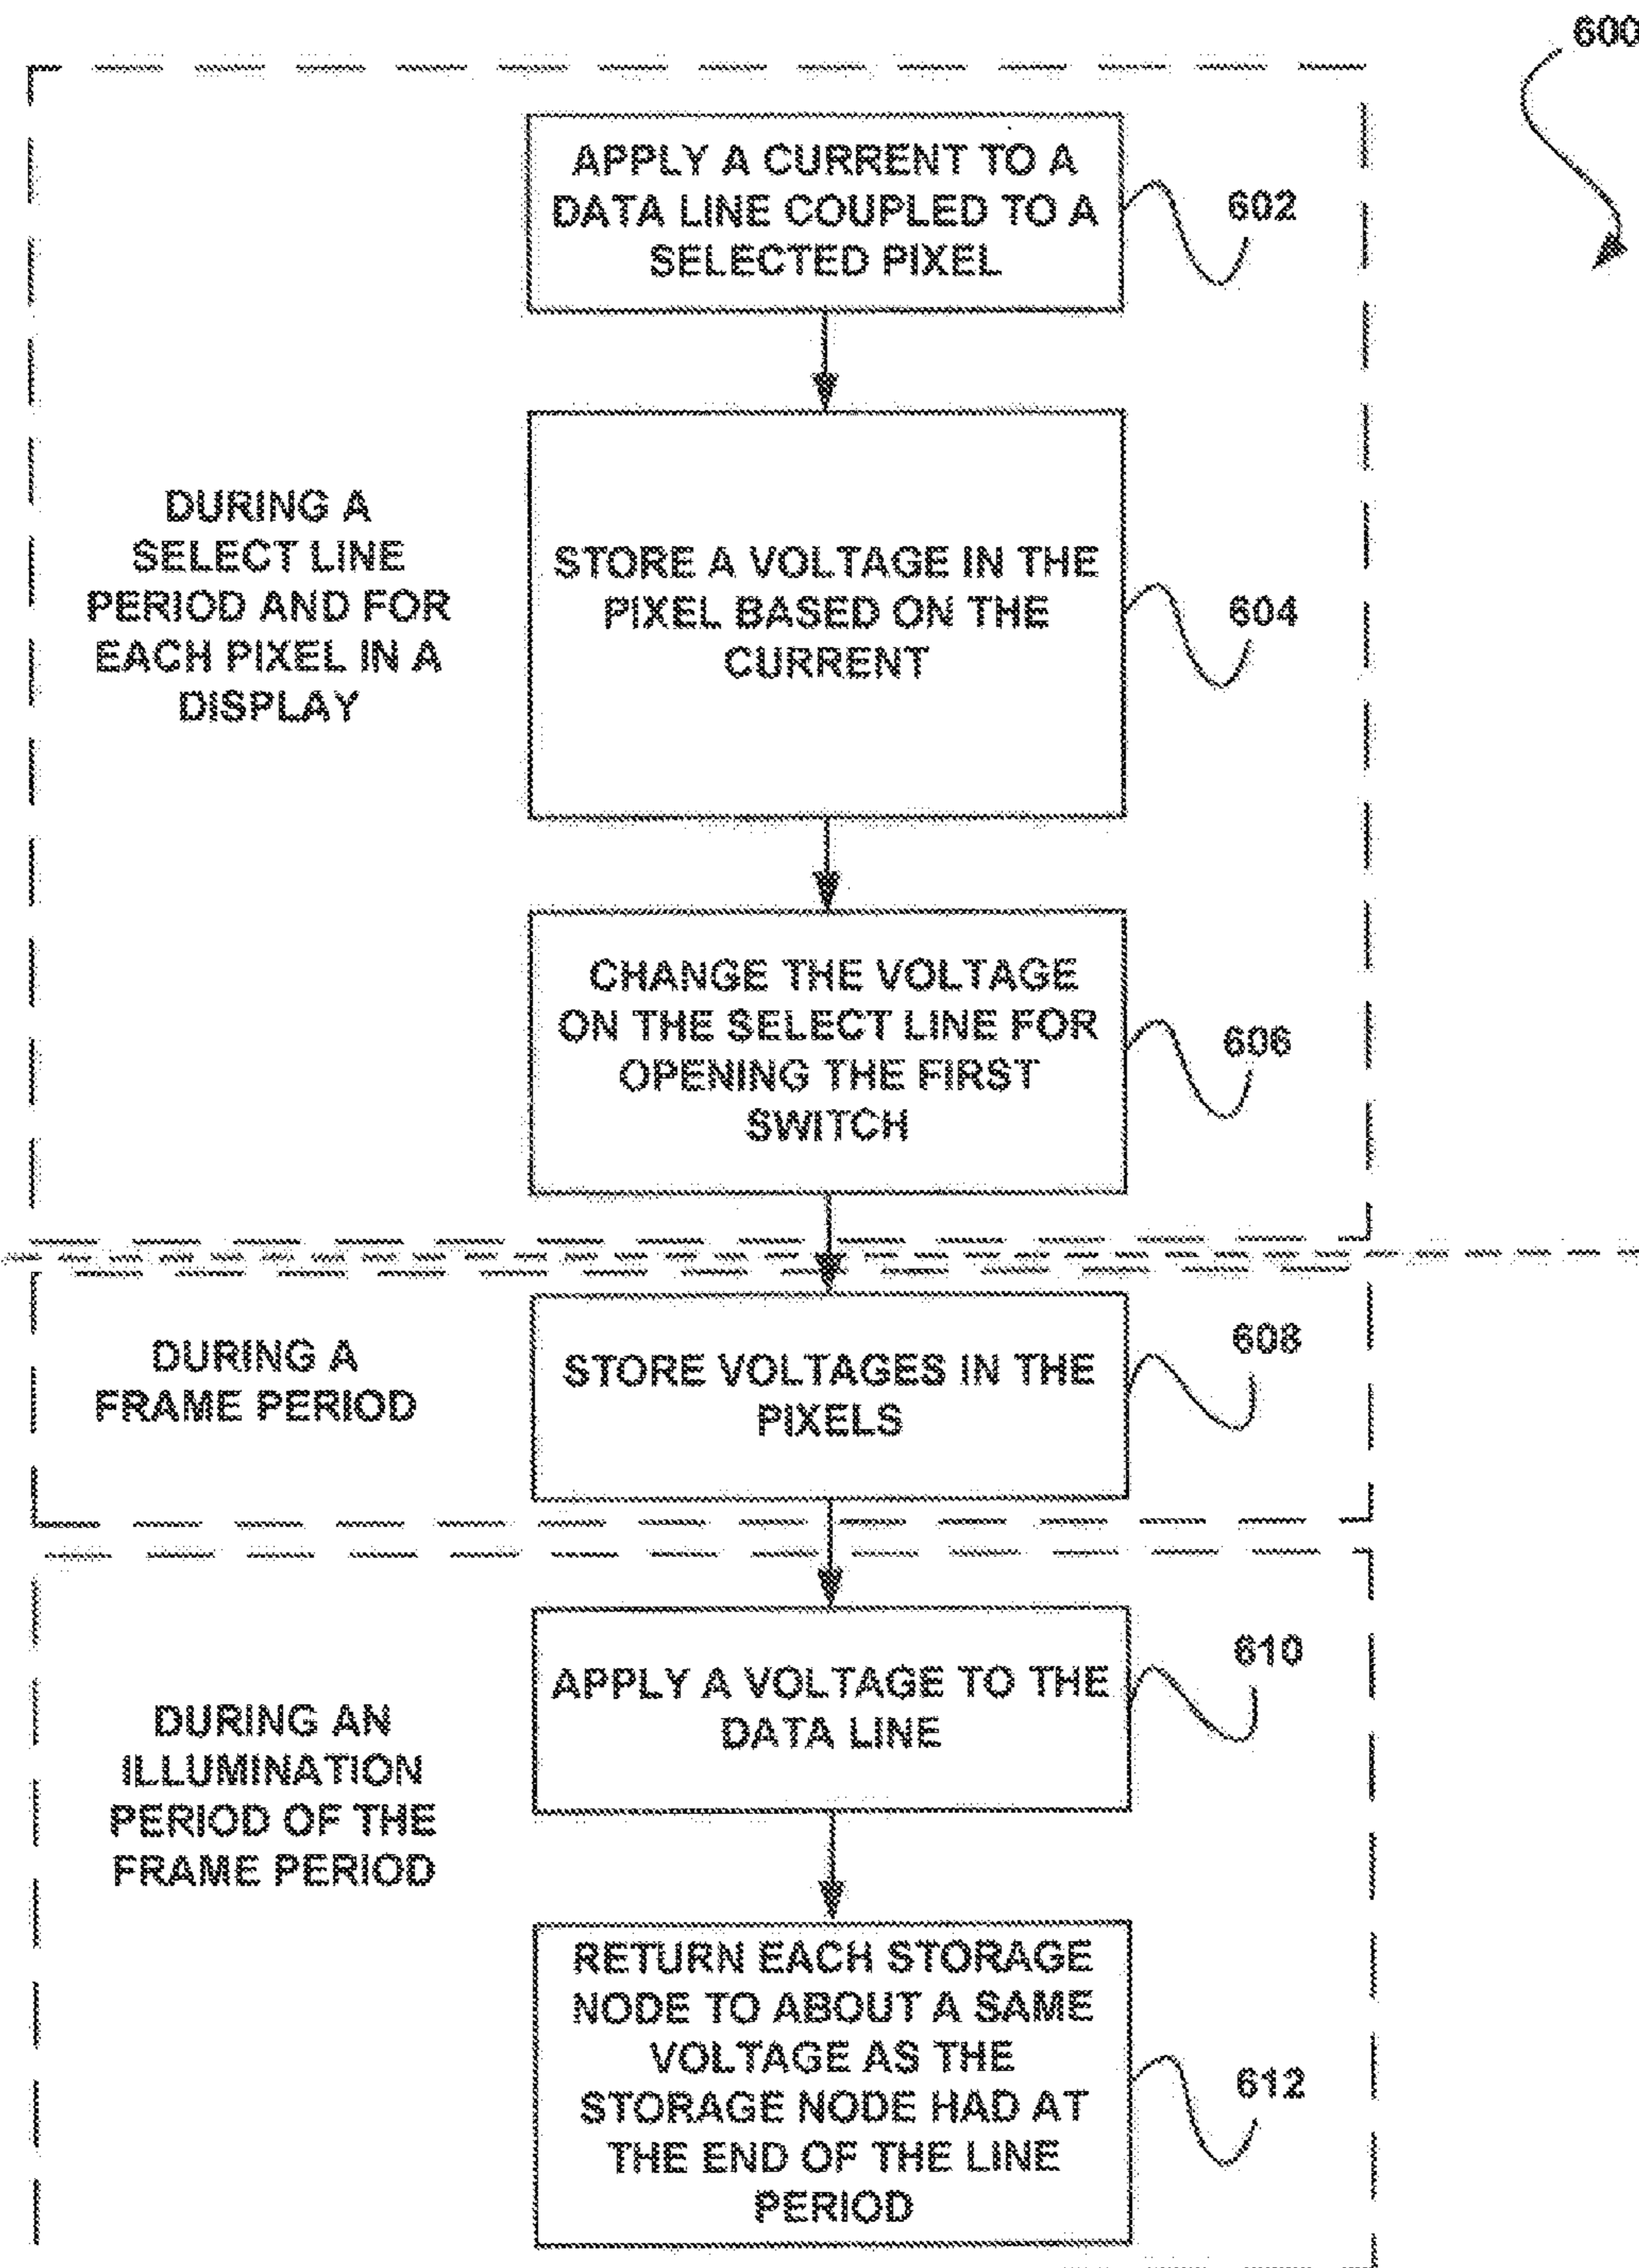 600
APPLY A CURRENT TO A
DATA LINE COUPLED TO A
SELECTED PIXEL
602
DURING A
SELECT LINE
PERIOD AND FOR
EACH PIXEL IN A
DISPLAY
STORE A VOLTAGE IN THE
PIXEL BASED ON THE
CURRENT
604
CHANGE THE VOLTAGE
ON THE SELECT LINE FOR
OPENING THE FIRST
SWITCH
606
DURING A
FRAME PERIOD
STORE VOLTAGES IN THE
PIXELS
608
DURING AN
ILLUMINATION
PERIOD OF THE
FRAME PERIOD
APPLY A VOLTAGE TO THE
DATA LINE
610
RETURN EACH STORAGE
NODE TO ABOUT A SAME
VOLTAGE AS THE
STORAGE NODE HAD AT
THE END OF THE LINE
PERIOD
612